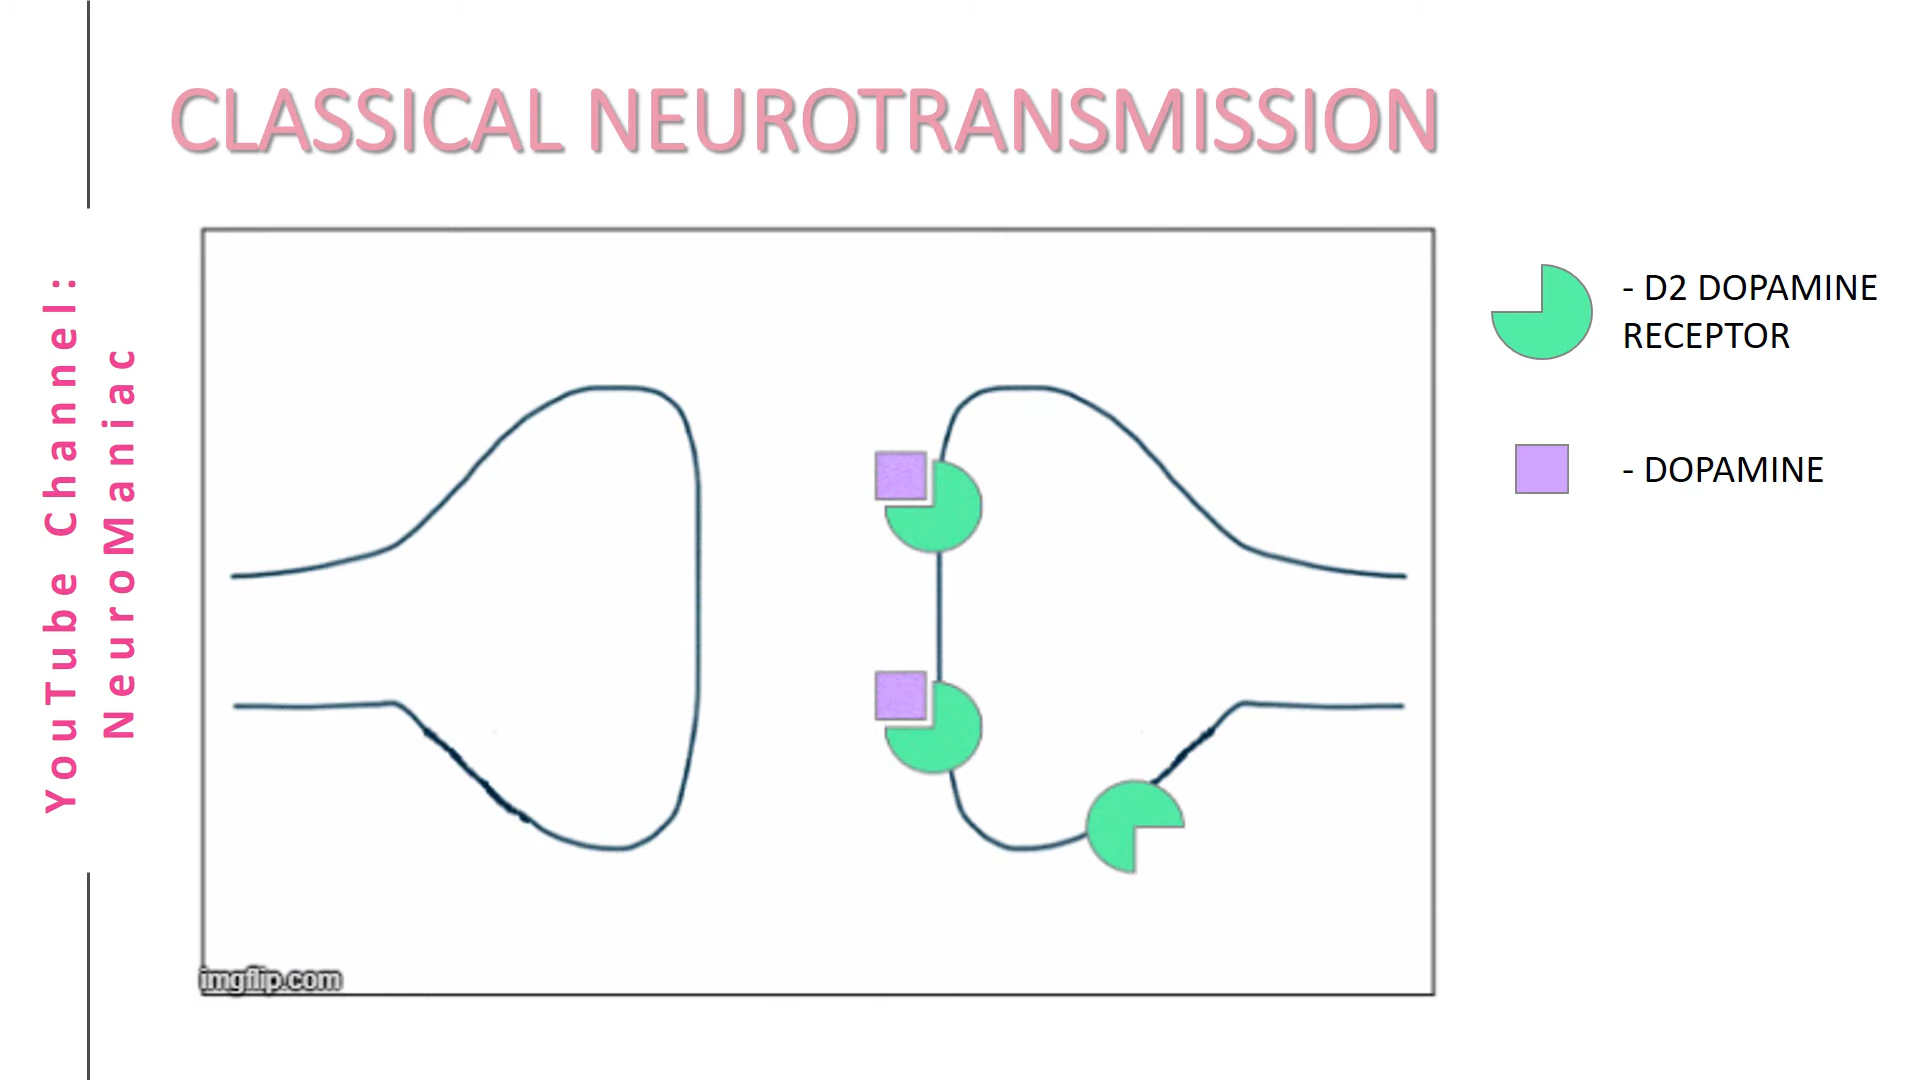 CLASSICAL NEUROTRANSMISSION
YouTube Channel:
NeuroManiac
- D2 DOPAMINE
RECEPTOR
- DOPAMINE
imgflip.com